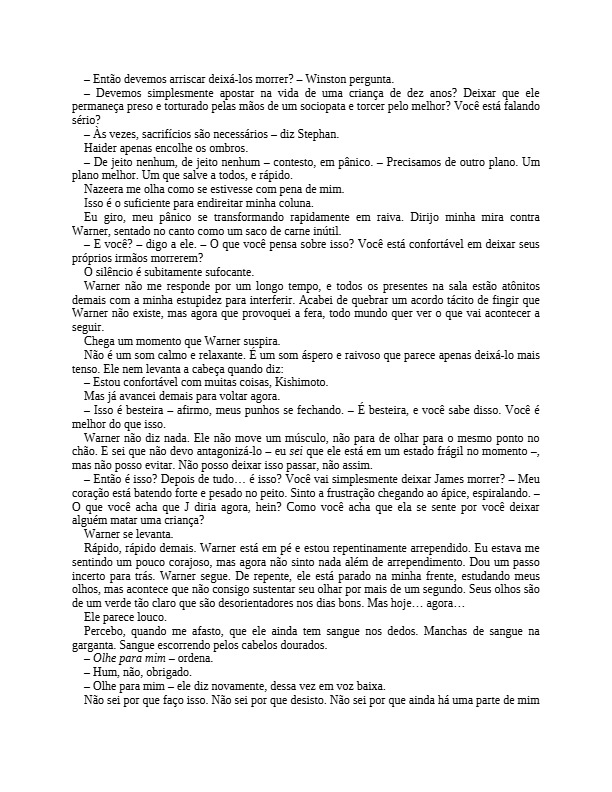 – Então devemos arriscar deixá-los morrer? – Winston pergunta.
– Devemos simplesmente apostar na vida de uma criança de dez anos? Deixar que ele
permaneça preso e torturado pelas mãos de um sociopata e torcer pelo melhor? Você está falando
sério?
– Às vezes, sacrifícios são necessários – diz Stephan.
Haider apenas encolhe os ombros.
– De jeito nenhum, de jeito nenhum – contesto, em pânico. – Precisamos de outro plano. Um
plano melhor. Um que salve a todos, e rápido.
Nazeera me olha como se estivesse com pena de mim.
Isso é o suficiente para endireitar minha coluna.
Eu giro, meu pânico se transformando rapidamente em raiva. Dirijo minha mira contra
Warner, sentado no canto como um saco de carne inútil.
– E você? – digo a ele. – O que você pensa sobre isso? Você está confortável em deixar seus
próprios irmãos morrerem?
O silêncio é subitamente sufocante.
Warner não me responde por um longo tempo, e todos os presentes na sala estão atônitos
demais com a minha estupidez para interferir. Acabei de quebrar um acordo tácito de fingir que
Warner não existe, mas agora que provoquei a fera, todo mundo quer ver o que vai acontecer a
seguir.
Chega um momento que Warner suspira.
Não é um som calmo e relaxante. É um som áspero e raivoso que parece apenas deixá-lo mais
tenso. Ele nem levanta a cabeça quando diz:
– Estou confortável com muitas coisas, Kishimoto.
Mas já avancei demais para voltar agora.
– Isso é besteira – afirmo, meus punhos se fechando. – É besteira, e você sabe disso. Você é
melhor do que isso.
Warner não diz nada. Ele não move um músculo, não para de olhar para o mesmo ponto no
chão. E sei que não devo antagonizá-lo – eu sei que ele está em um estado frágil no momento –,
mas não posso evitar. Não posso deixar isso passar, não assim.
– Então é isso? Depois de tudo… é isso? Você vai simplesmente deixar James morrer? – Meu
coração está batendo forte e pesado no peito. Sinto a frustração chegando ao ápice, espiralando. –
O que você acha que J diria agora, hein? Como você acha que ela se sente por você deixar
alguém matar uma criança?
Warner se levanta.
Rápido, rápido demais. Warner está em pé e estou repentinamente arrependido. Eu estava me
sentindo um pouco corajoso, mas agora não sinto nada além de arrependimento. Dou um passo
incerto para trás. Warner segue. De repente, ele está parado na minha frente, estudando meus
olhos, mas acontece que não consigo sustentar seu olhar por mais de um segundo. Seus olhos são
de um verde tão claro que são desorientadores nos dias bons. Mas hoje… agora…
Ele parece louco.
Percebo, quando me afasto, que ele ainda tem sangue nos dedos. Manchas de sangue na
garganta. Sangue escorrendo pelos cabelos dourados.
– Olhe para mim – ordena.
– Hum, não, obrigado.
– Olhe para mim – ele diz novamente, dessa vez em voz baixa.
Não sei por que faço isso. Não sei por que desisto. Não sei por que ainda há uma parte de mim